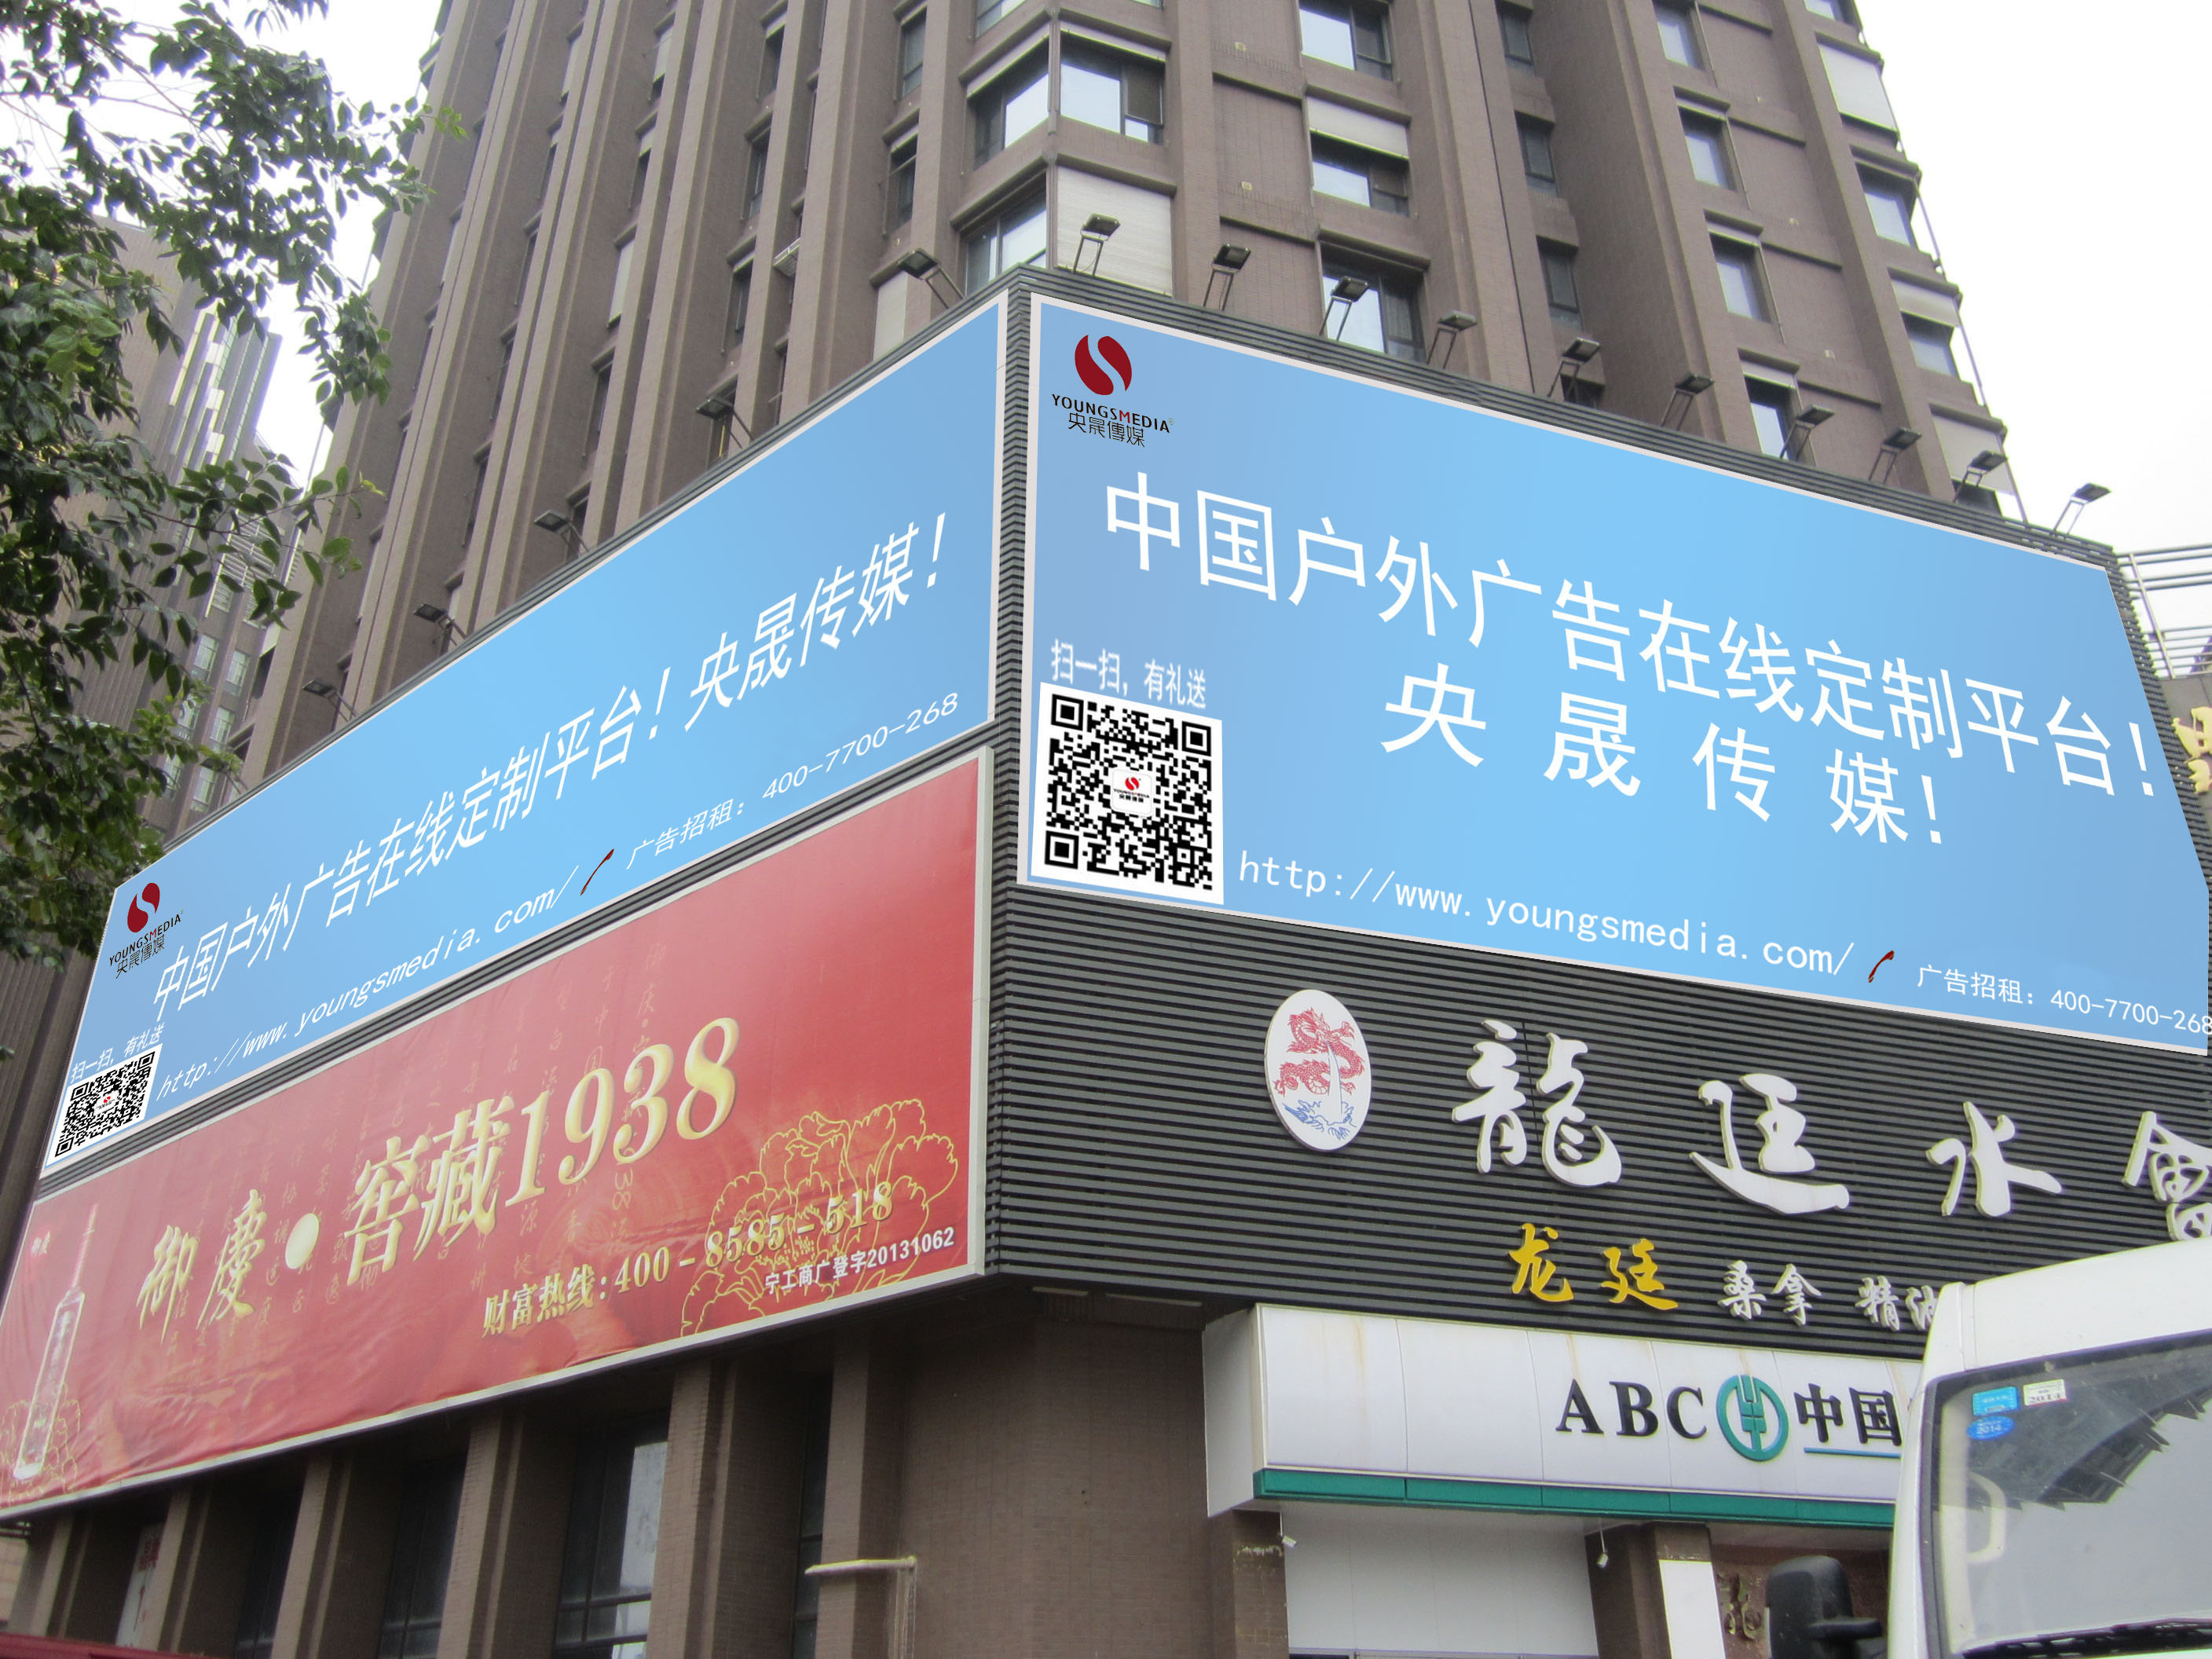 YOUNGSMEDIA
央晟傳媒
中国户外广告在线定制平台！央晟传媒！
扫一扫，有礼送
http://www.youngsmedia.com/
广告招租：400-7700-268
YOUNGSMEDIA
央晟傳媒
中国户外广告在线定制平台！
央晟传媒！
扫一扫，有礼送
http://www.youngsmedia.com/
广告招租：400-7700-268
御慶·窖藏1938
财富热线:400-8585-518
宁工商广登字20131062
龍廷水會
龙廷 桑拿 精油
ABC 中国